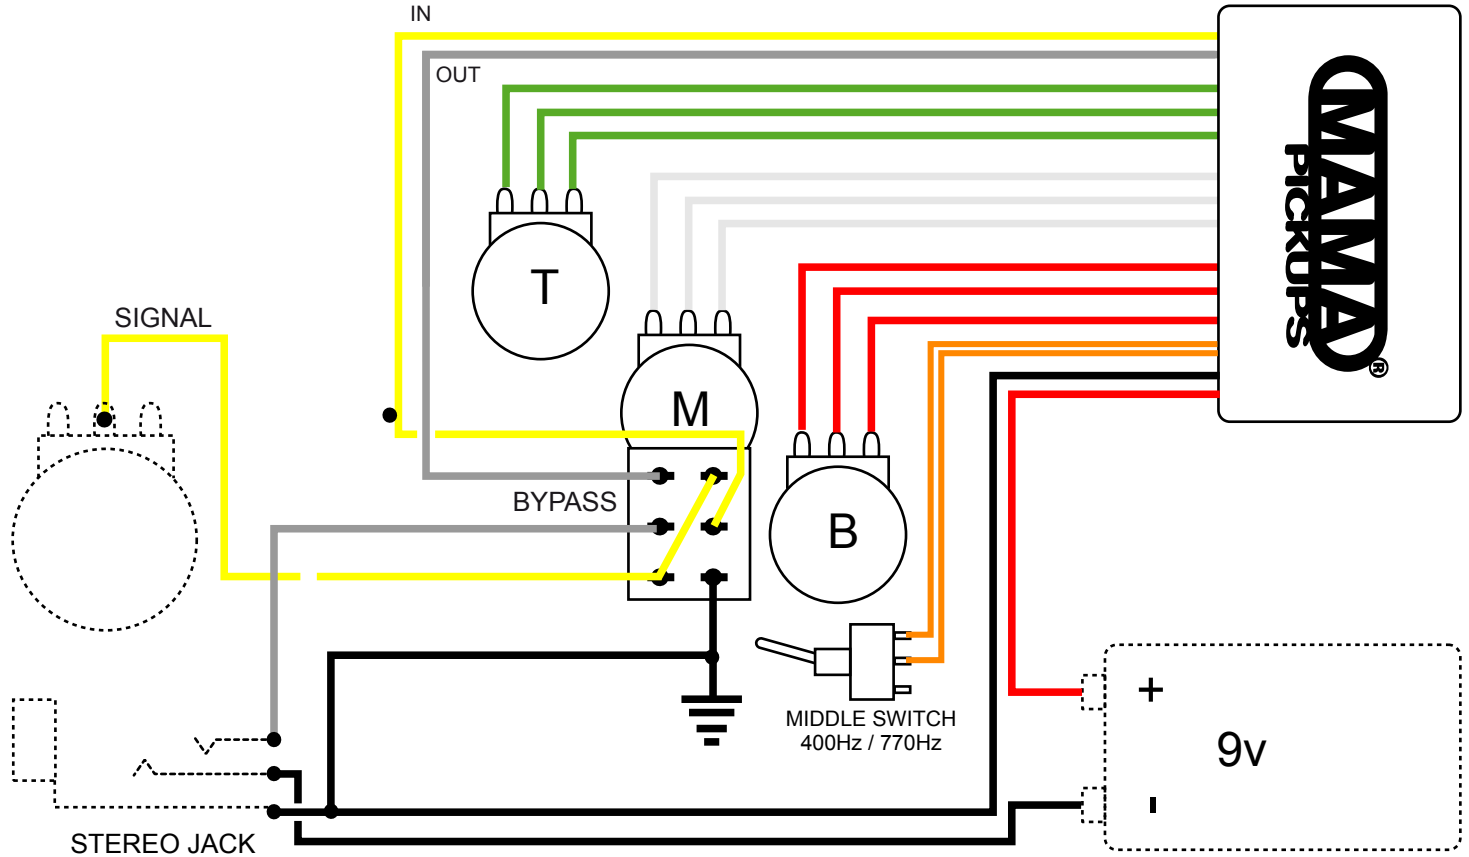 IN
OUT
MAMA
PICKUPS
®
T
SIGNAL
M
BYPASS
B
MIDDLE SWITCH
400Hz / 770Hz
+
9v
-
STEREO JACK